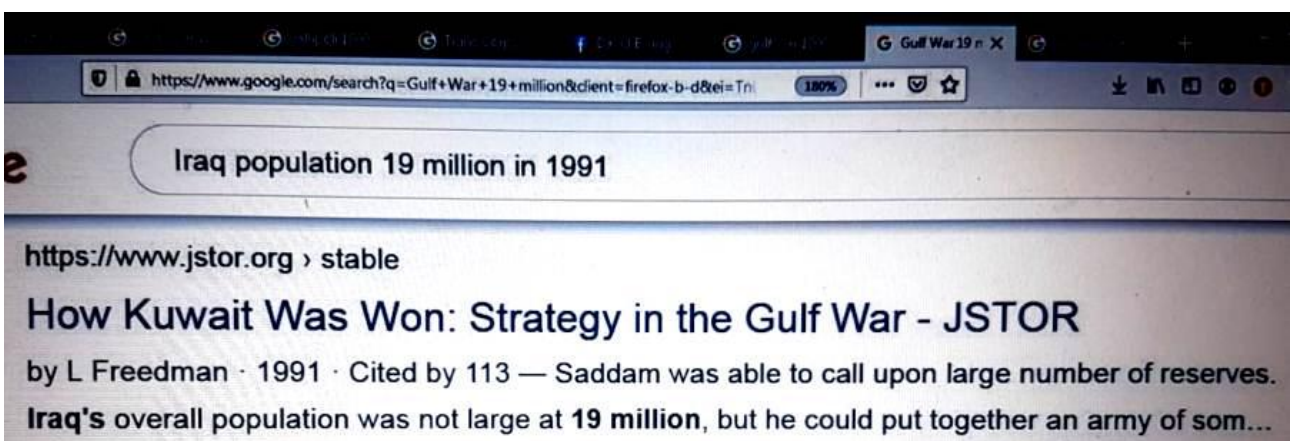 Gulf War 19 n
https://www.google.com/search?q=Gulf+War+19+million&client=firefox-b-d&ei=Tn
180%
e
Iraq population 19 million in 1991
https://www.jstor.org › stable
How Kuwait Was Won: Strategy in the Gulf War - JSTOR
by L Freedman · 1991 · Cited by 113 — Saddam was able to call upon large number of reserves.
Iraq's overall population was not large at 19 million, but he could put together an army of som...